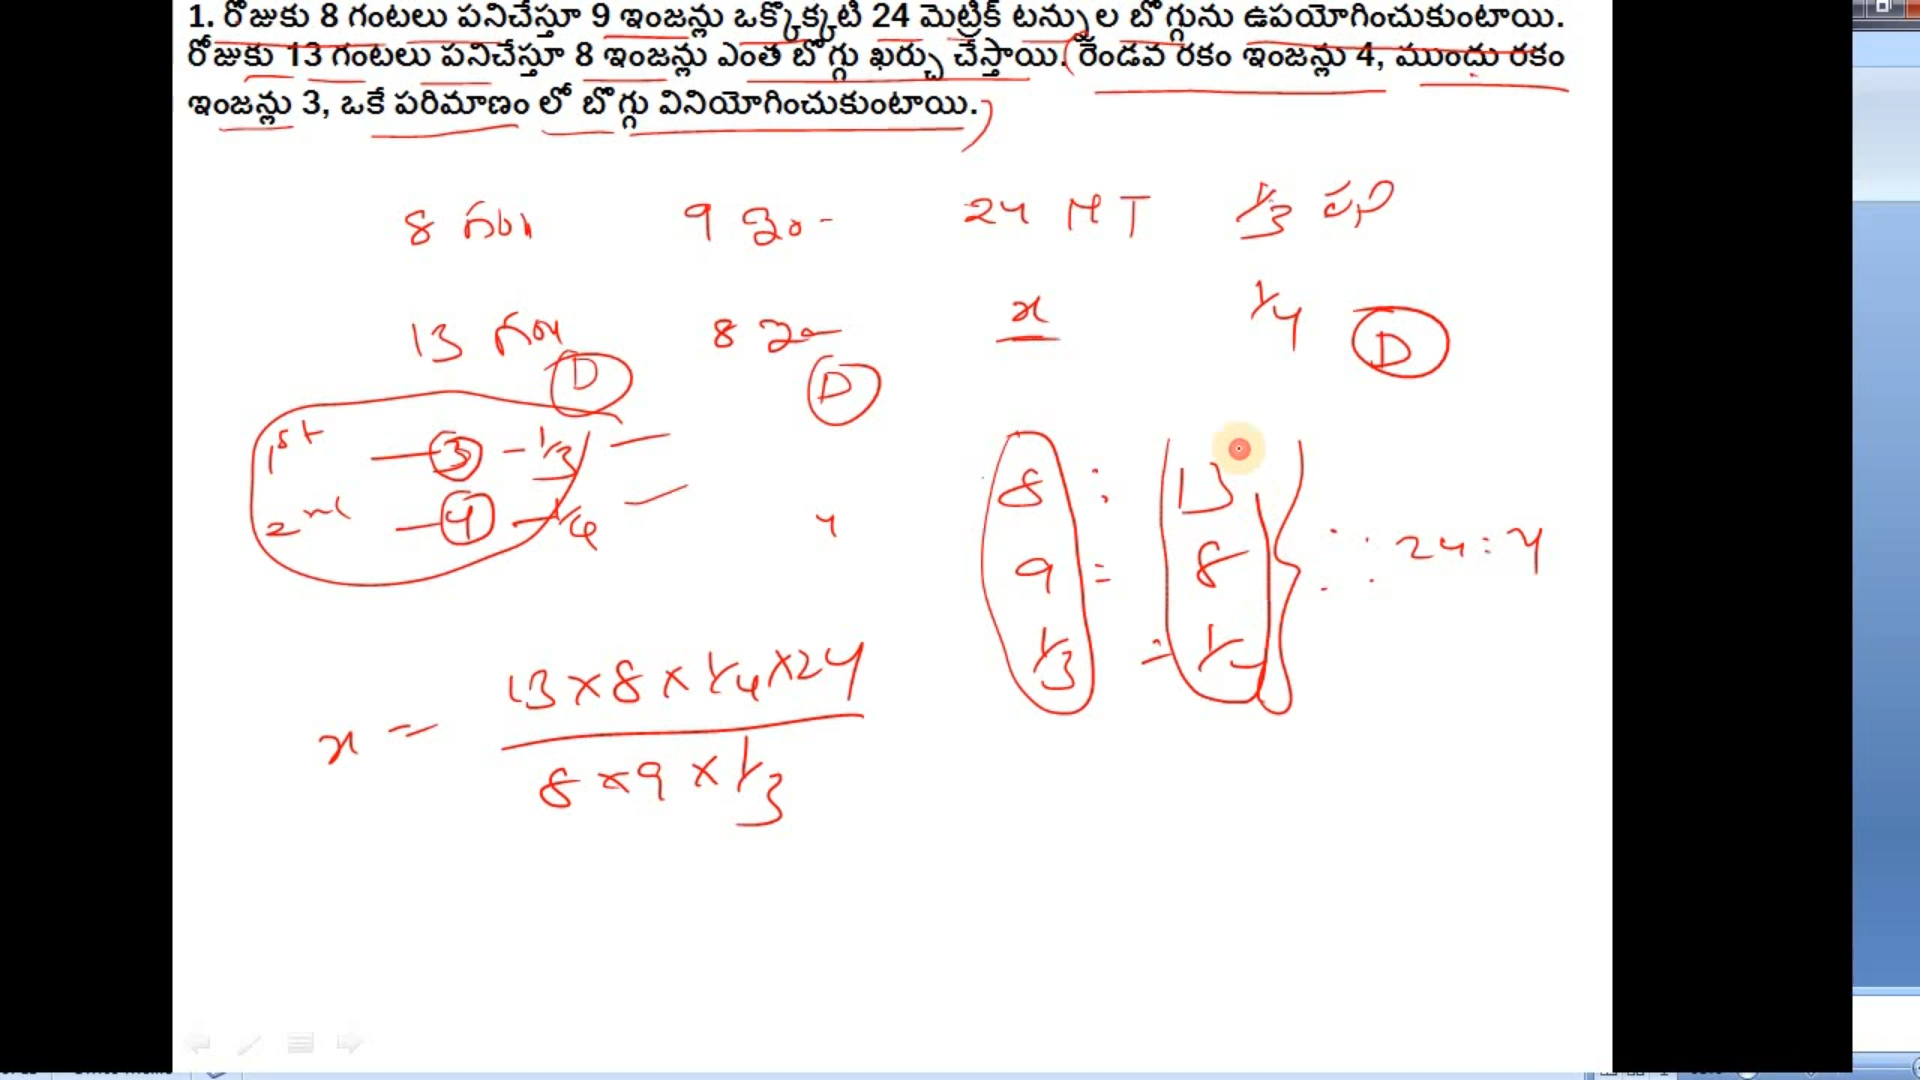 1. రోజుకు 8 గంటలు పనిచేస్తూ 9 ఇంజన్లు ఒక్కొక్కటి 24 మెట్రిక్ టన్నుల బొగ్గును ఉపయోగించుకుంటాయి.
రోజుకు 13 గంటలు పనిచేస్తూ 8 ఇంజన్లు ఎంత బొగ్గు ఖర్చు చేస్తాయి. (రెండవ రకం ఇంజన్లు 4, ముందు రకం
ఇంజన్లు 3, ఒకే పరిమాణం లో బొగ్గు వినియోగించుకుంటాయి.)
8 గంట 9 ఇం- 24 MT 1/3 పని
13 గంట 8 ఇం x 1/4 D
D D
1st — 3 — 1/3
2nd — 4 — 1/4
8 : 13
9 = 8 :: 24 : x
1/3 = 1/4
x = 13 × 8 × 1/4 × 24
8 × 9 × 1/3